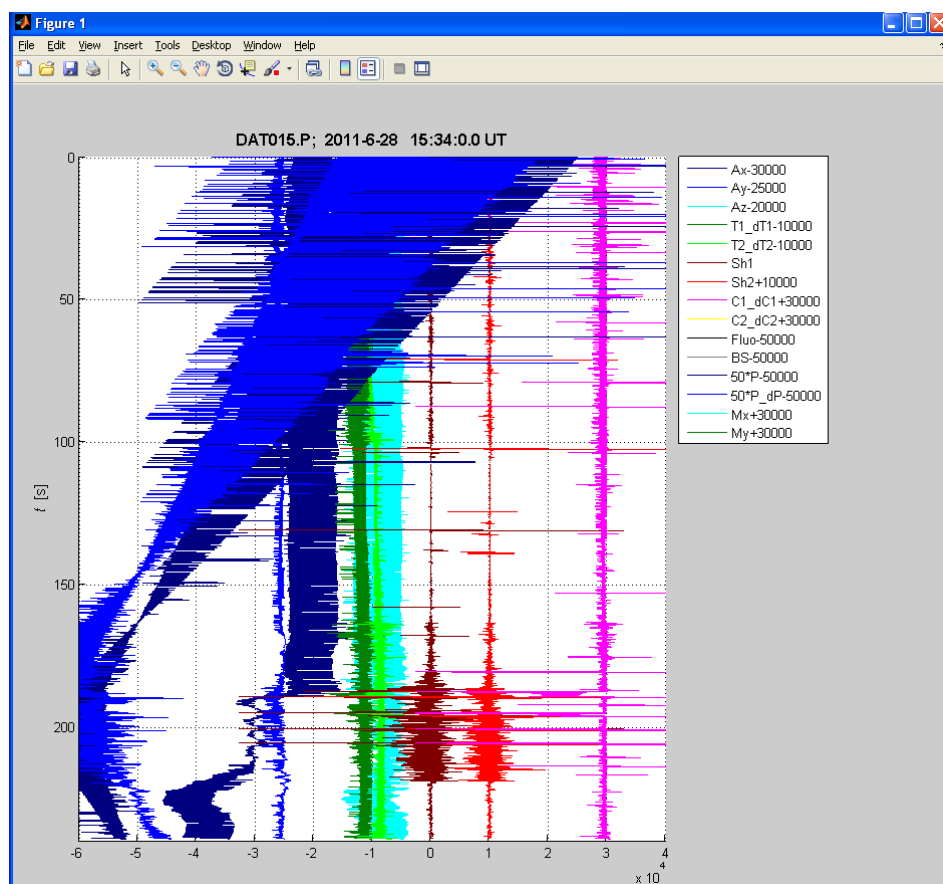 Figure 1
File Edit View Insert Tools Desktop Window Help
DAT015.P; 2011-6-28 15:34:0.0 UT
0
50
100
150
200
t [s]
-6 -5 -4 -3 -2 -1 0 1 2 3 4
x 10^4
Ax-30000
Ay-25000
Az-20000
T1_dT1-10000
T2_dT2-10000
Sh1
Sh2+10000
C1_dC1+30000
C2_dC2+30000
Fluo-50000
BS-50000
50*P-50000
50*P_dP-50000
Mx+30000
My+30000